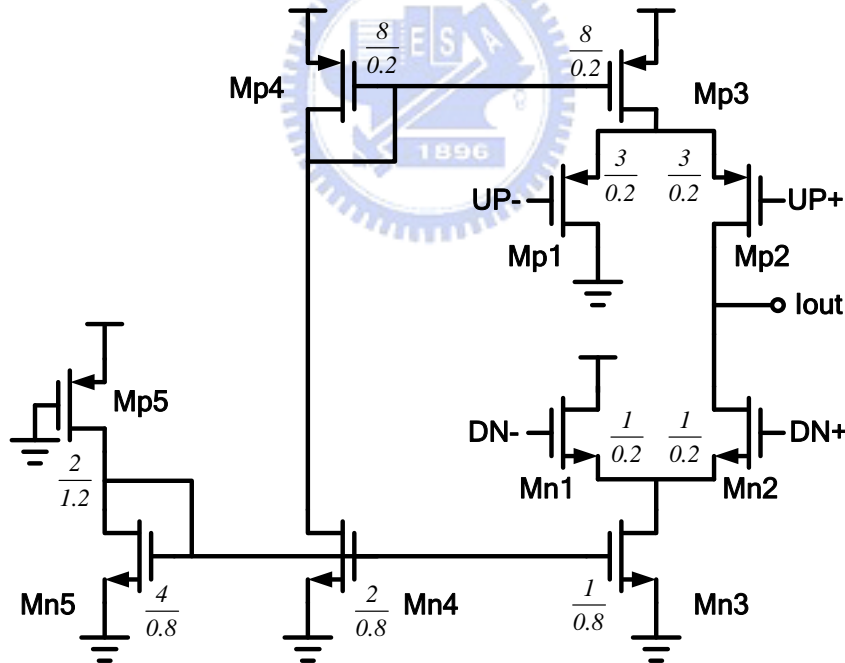 8/0.2
8/0.2
E S A
Mp4
Mp3
1896
3/0.2
3/0.2
UP-
UP+
Mp1
Mp2
Iout
Mp5
DN-
1/0.2
1/0.2
DN+
2/1.2
Mn1
Mn2
Mn5
4/0.8
2/0.8
Mn4
1/0.8
Mn3